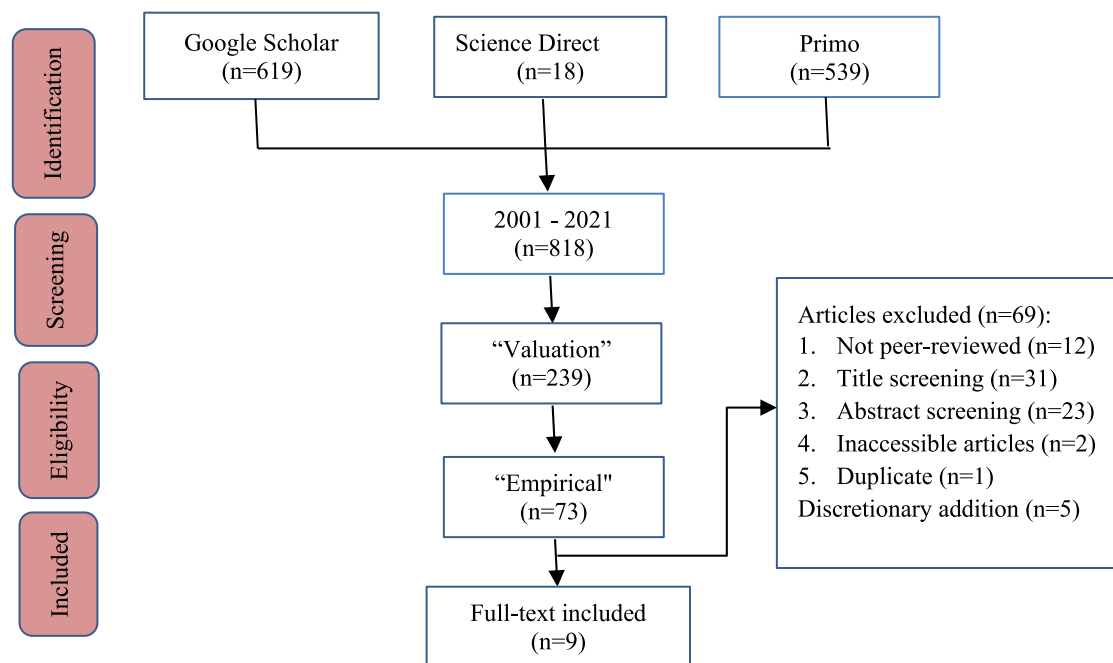 Identification
Google Scholar
(n=619)
Science Direct
(n=18)
Primo
(n=539)
Screening
2001 - 2021
(n=818)
“Valuation”
(n=239)
Eligibility
“Empirical"
(n=73)
Articles excluded (n=69):
1. Not peer-reviewed (n=12)
2. Title screening (n=31)
3. Abstract screening (n=23)
4. Inaccessible articles (n=2)
5. Duplicate (n=1)
Discretionary addition (n=5)
Included
Full-text included
(n=9)